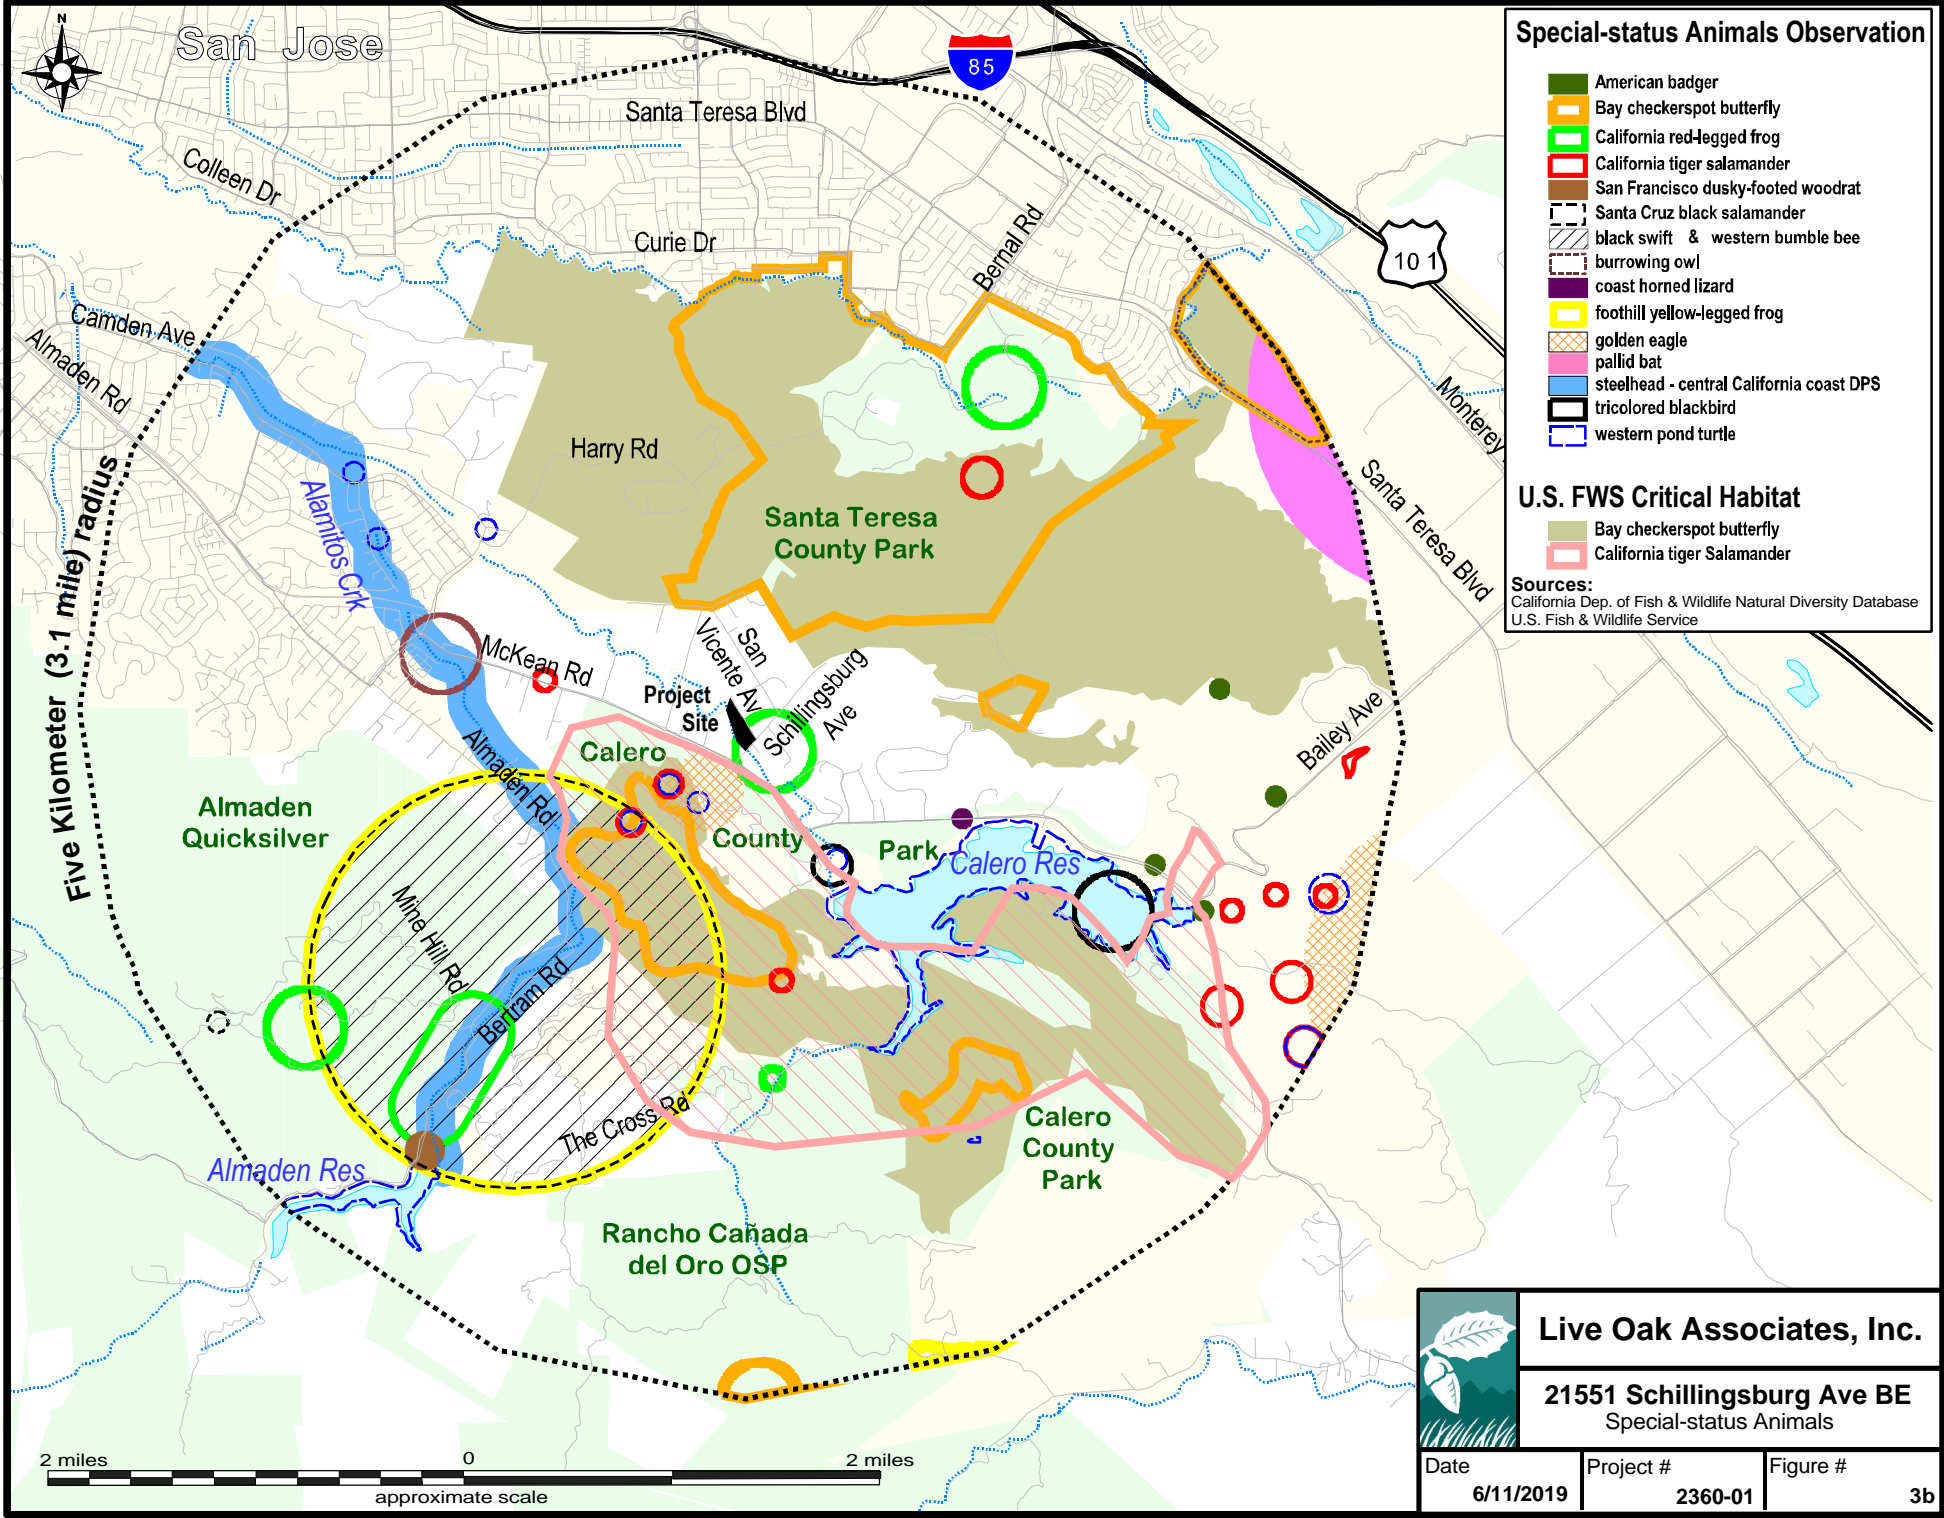 N
San Jose
85
Santa Teresa Blvd
Colleen Dr
Curie Dr
Bernal Rd
10 1
Camden Ave
Almaden Rd
Harry Rd
Monterey
Santa Teresa Blvd
Alamitos Crk
Santa Teresa
County Park
Five Kilometer (3.1 mile) radius
McKean Rd
San
Vicente Av
Schillingsburg
Ave
Project
Site
Bailey Ave
Almaden Rd
Calero
County
Park
Calero Res
Almaden
Quicksilver
Mine Hill Rd
Bertram Rd
The Cross Rd
Almaden Res
Calero
County
Park
Rancho Cañada
del Oro OSP
2 miles
0
2 miles
approximate scale
Special-status Animals Observation
American badger
Bay checkerspot butterfly
California red-legged frog
California tiger salamander
San Francisco dusky-footed woodrat
Santa Cruz black salamander
black swift & western bumble bee
burrowing owl
coast horned lizard
foothill yellow-legged frog
golden eagle
pallid bat
steelhead - central California coast DPS
tricolored blackbird
western pond turtle
U.S. FWS Critical Habitat
Bay checkerspot butterfly
California tiger Salamander
Sources:
California Dep. of Fish & Wildlife Natural Diversity Database
U.S. Fish & Wildlife Service
Live Oak Associates, Inc.
21551 Schillingsburg Ave BE
Special-status Animals
Date
6/11/2019
Project #
2360-01
Figure #
3b